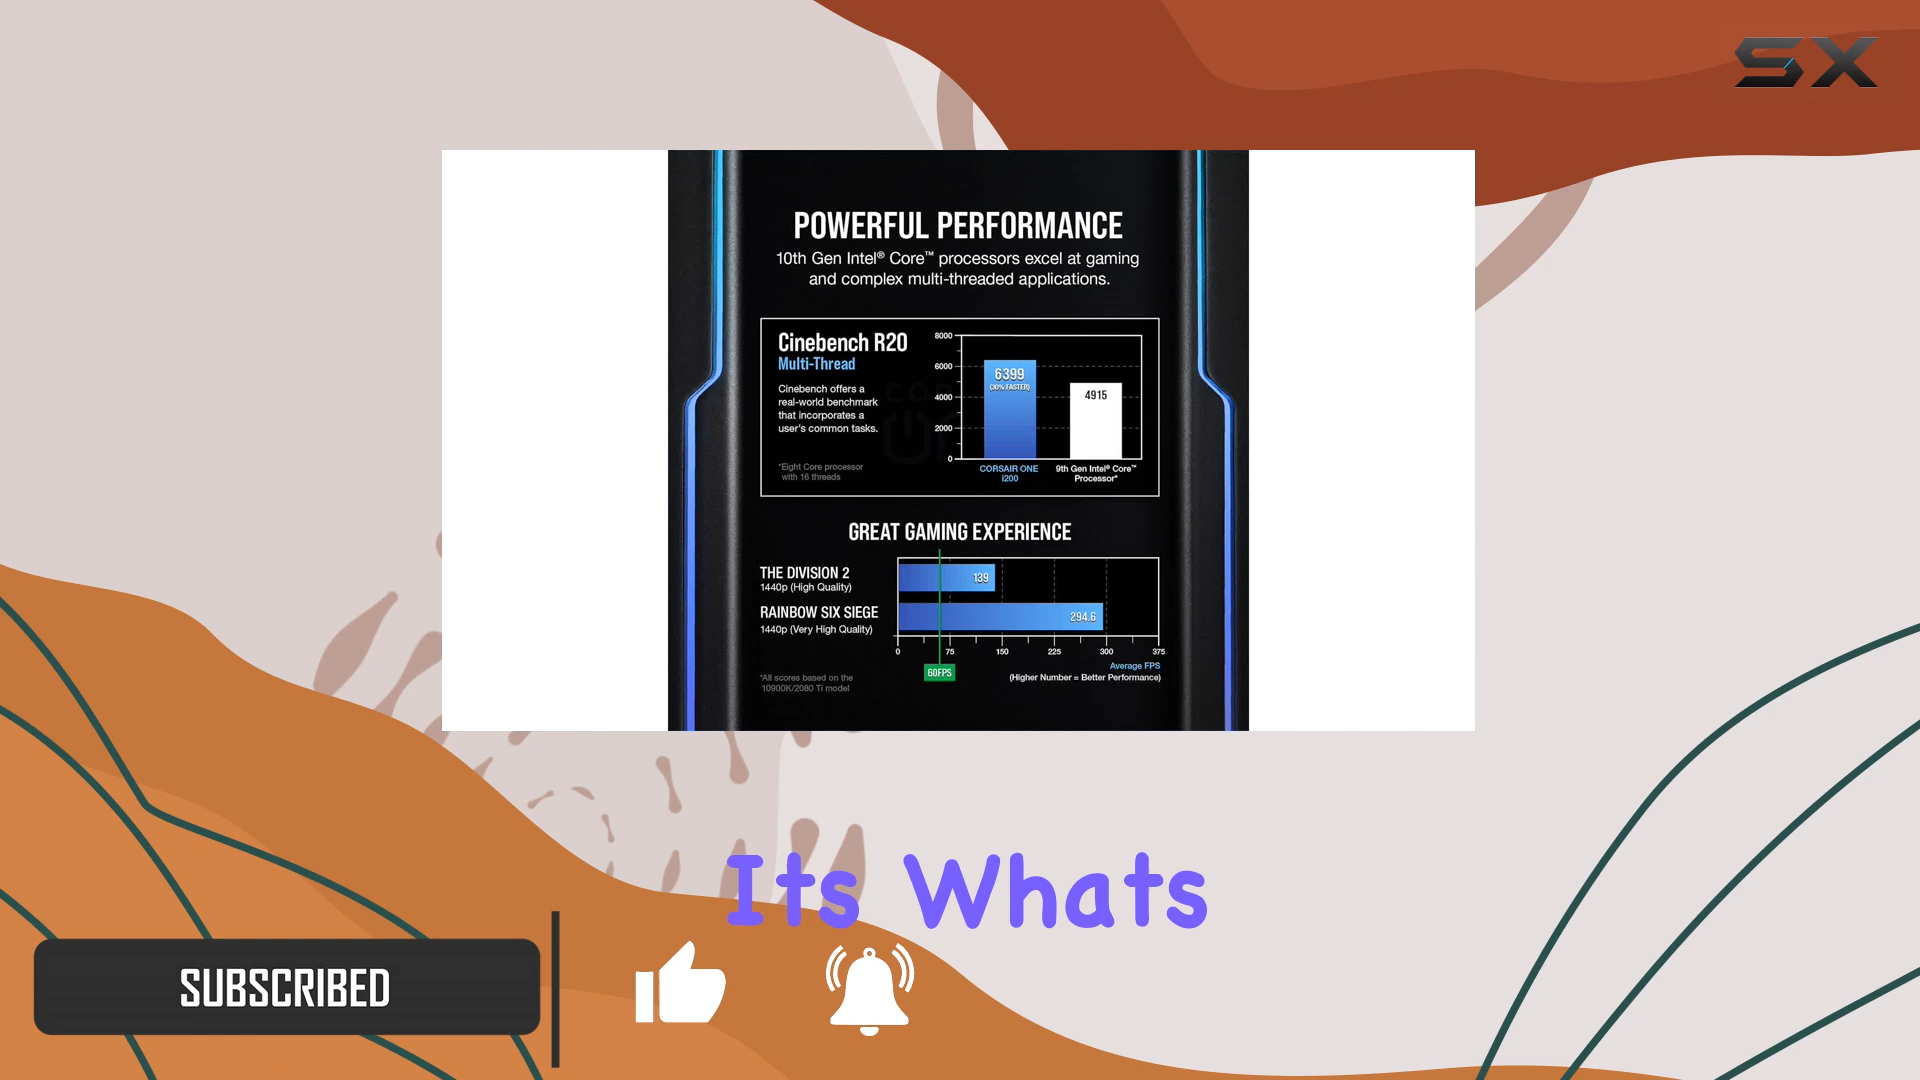 SX
POWERFUL PERFORMANCE
10th Gen Intel® Core™ processors excel at gaming
and complex multi-threaded applications.
Cinebench R20
Multi-Thread
Cinebench offers a
real-world benchmark
that incorporates a
user's common tasks.
*Eight Core processor
with 16 threads
8000
6000
4000
2000
0
6399
(30% FASTER)
4915
CORSAIR ONE
i200
9th Gen Intel® Core™
Processor*
GREAT GAMING EXPERIENCE
THE DIVISION 2
1440p (High Quality)
139
RAINBOW SIX SIEGE
1440p (Very High Quality)
294.6
0 75 150 225 300 375
60FPS
Average FPS
(Higher Number = Better Performance)
*All scores based on the
10900K/2080 Ti model
Its Whats
SUBSCRIBED